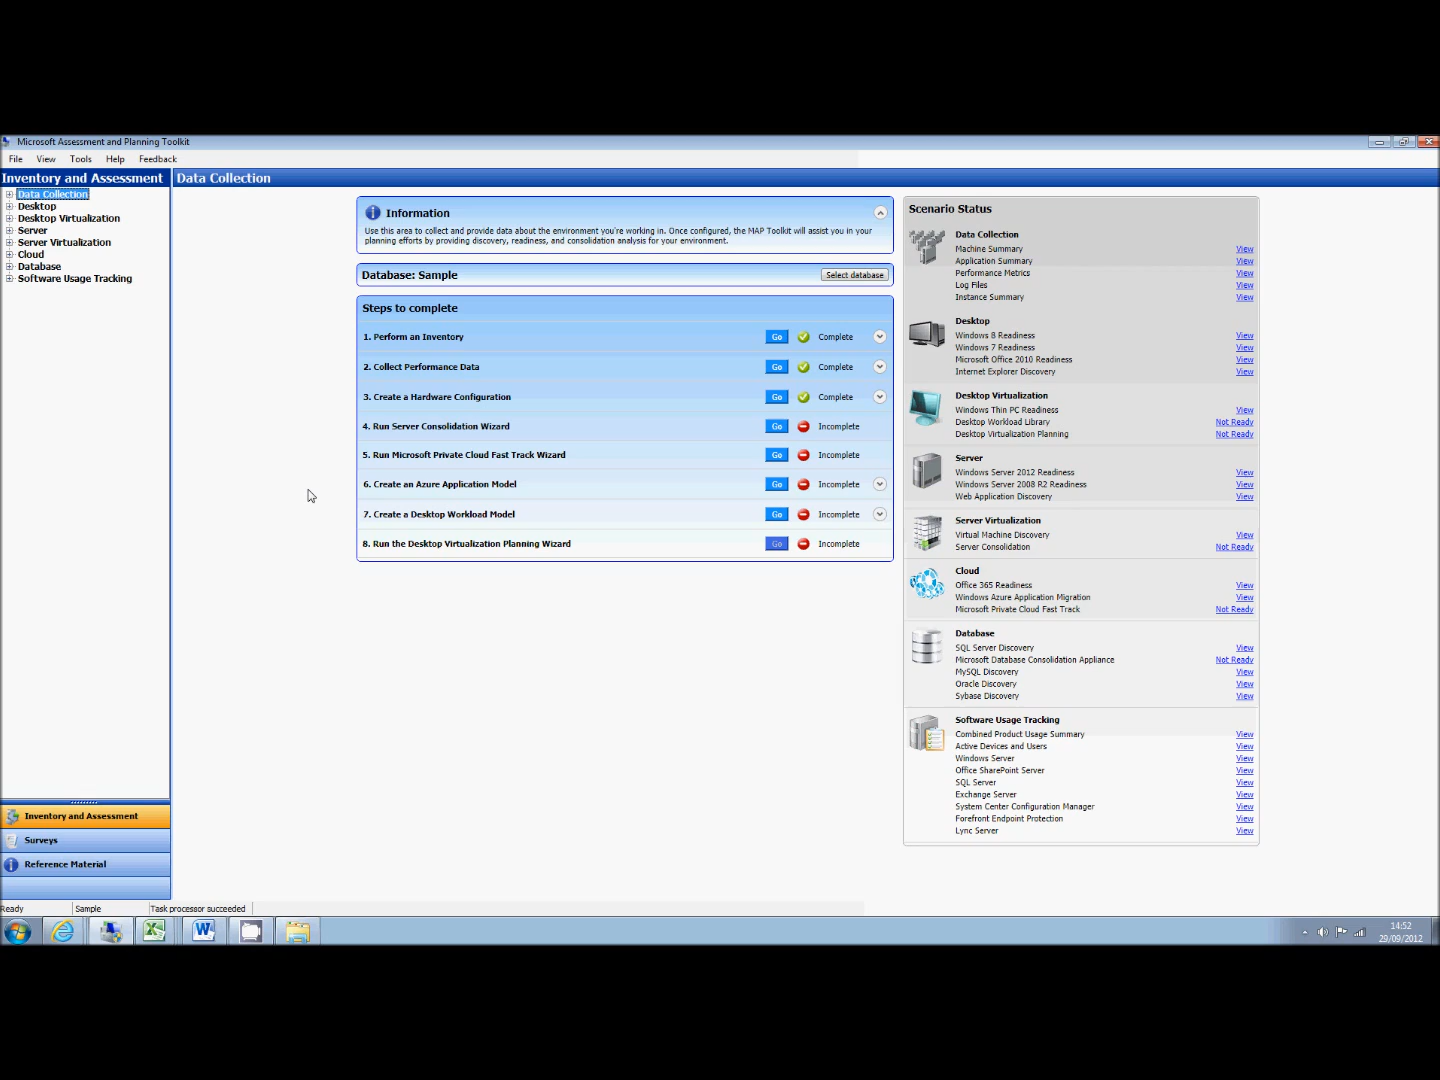 Microsoft Assessment and Planning Toolkit
File View Tools Help Feedback
Inventory and Assessment
Data Collection
Desktop
Desktop Virtualization
Server
Server Virtualization
Cloud
Database
Software Usage Tracking
Inventory and Assessment
Surveys
Reference Material
Data Collection
Information
Use this area to collect and provide data about the environment you're working in. Once configured, the MAP Toolkit will assist you in your
planning efforts by providing discovery, readiness, and consolidation analysis for your environment.
Database: Sample Select database
Steps to complete
1. Perform an Inventory Go Complete
2. Collect Performance Data Go Complete
3. Create a Hardware Configuration Go Complete
4. Run Server Consolidation Wizard Go Incomplete
5. Run Microsoft Private Cloud Fast Track Wizard Go Incomplete
6. Create an Azure Application Model Go Incomplete
7. Create a Desktop Workload Model Go Incomplete
8. Run the Desktop Virtualization Planning Wizard Go Incomplete
Scenario Status
Data Collection
Machine Summary View
Application Summary View
Performance Metrics View
Log Files View
Instance Summary View
Desktop
Windows 8 Readiness View
Windows 7 Readiness View
Microsoft Office 2010 Readiness View
Internet Explorer Discovery View
Desktop Virtualization
Windows Thin PC Readiness View
Desktop Workload Library Not Ready
Desktop Virtualization Planning Not Ready
Server
Windows Server 2012 Readiness View
Windows Server 2008 R2 Readiness View
Web Application Discovery View
Server Virtualization
Virtual Machine Discovery View
Server Consolidation Not Ready
Cloud
Office 365 Readiness View
Windows Azure Application Migration View
Microsoft Private Cloud Fast Track Not Ready
Database
SQL Server Discovery View
Microsoft Database Consolidation Appliance Not Ready
MySQL Discovery View
Oracle Discovery View
Sybase Discovery View
Software Usage Tracking
Combined Product Usage Summary View
Active Devices and Users View
Windows Server View
Office SharePoint Server View
SQL Server View
Exchange Server View
System Center Configuration Manager View
Forefront Endpoint Protection View
Lync Server View
Ready Sample Task processor succeeded
14:52
29/09/2012